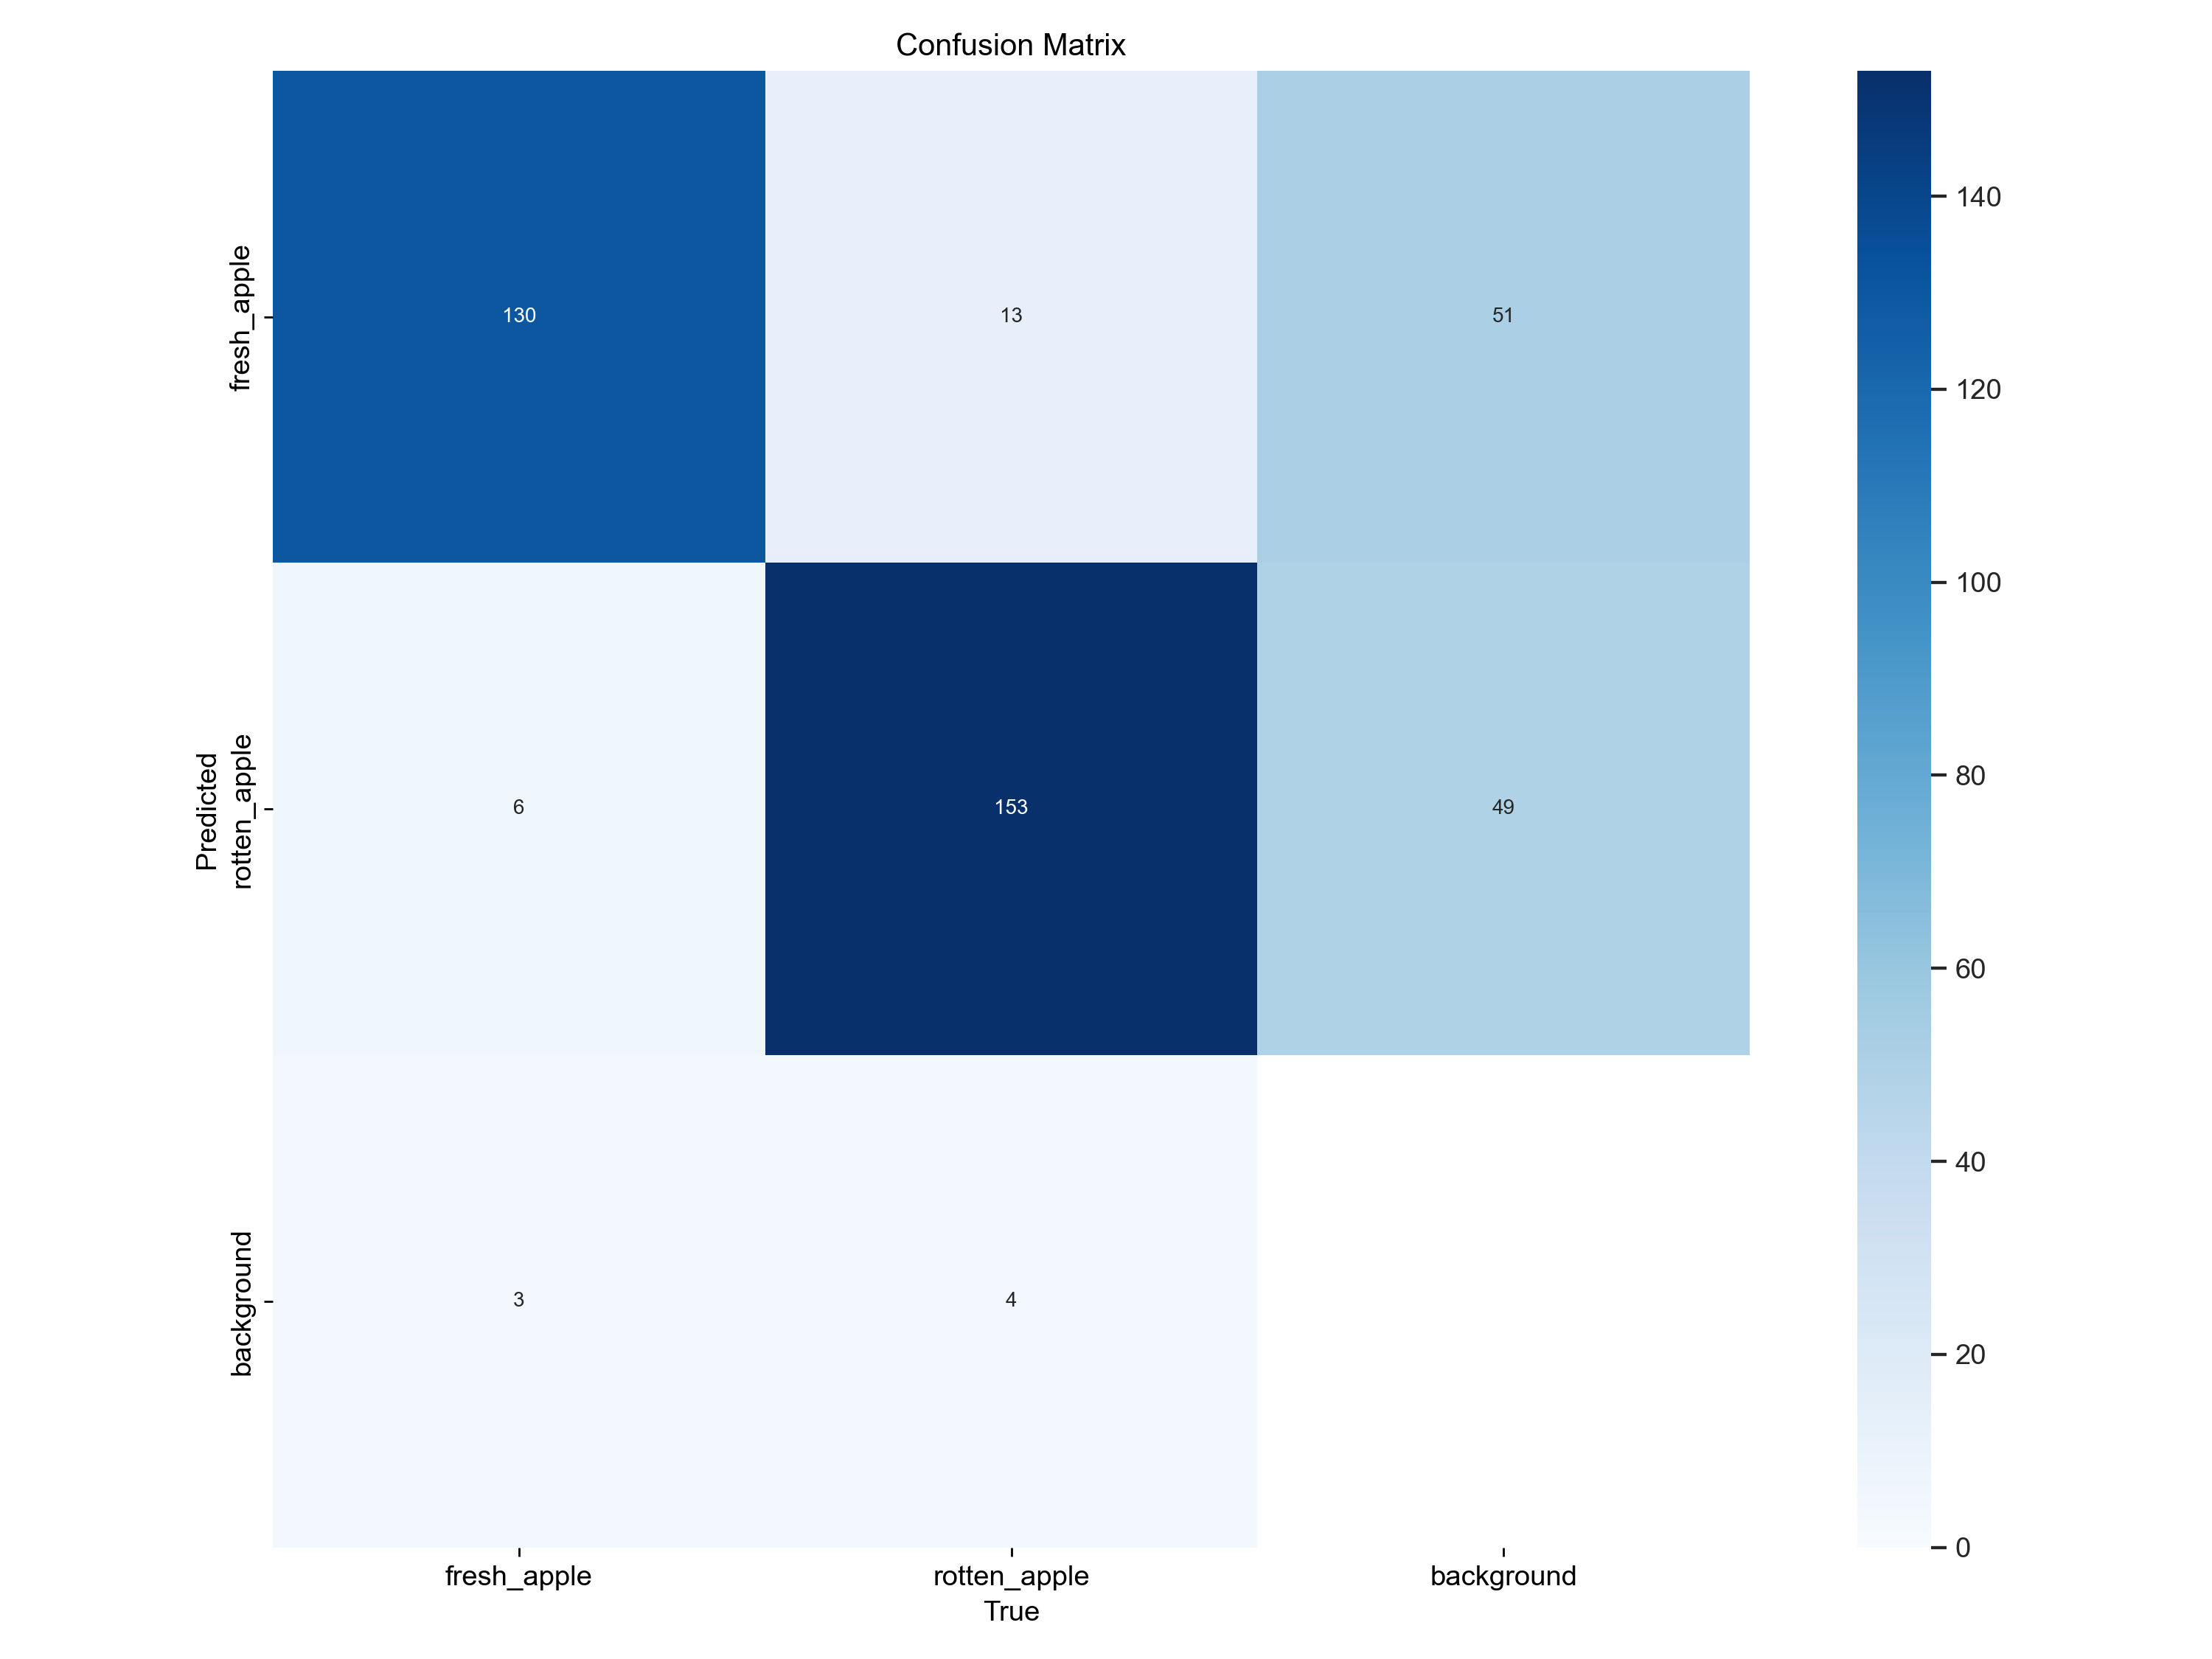 Confusion Matrix
fresh_apple
130
13
51
Predicted
rotten_apple
6
153
49
background
3
4
fresh_apple
rotten_apple
background
True
140
120
100
80
60
40
20
0